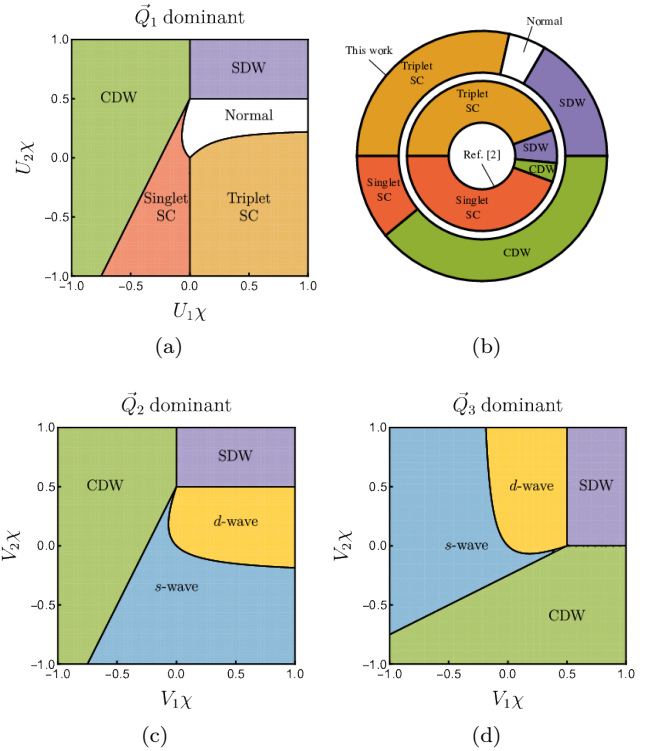 Q⃗₁ dominant
1.0
0.5
0.0
−0.5
−1.0
−1.0
−0.5
0.0
0.5
1.0
U₂χ
U₁χ
CDW
SDW
Normal
Singlet
SC
Triplet
SC
(a)
Normal
This work
Triplet
SC
SDW
Triplet
SC
SDW
Ref. [2]
CDW
Singlet
SC
Singlet
SC
CDW
(b)
Q⃗₂ dominant
1.0
0.5
0.0
−0.5
−1.0
−1.0
−0.5
0.0
0.5
1.0
V₂χ
V₁χ
CDW
SDW
d-wave
s-wave
(c)
Q⃗₃ dominant
1.0
0.5
0.0
−0.5
−1.0
−1.0
−0.5
0.0
0.5
1.0
V₂χ
V₁χ
d-wave
SDW
s-wave
CDW
(d)